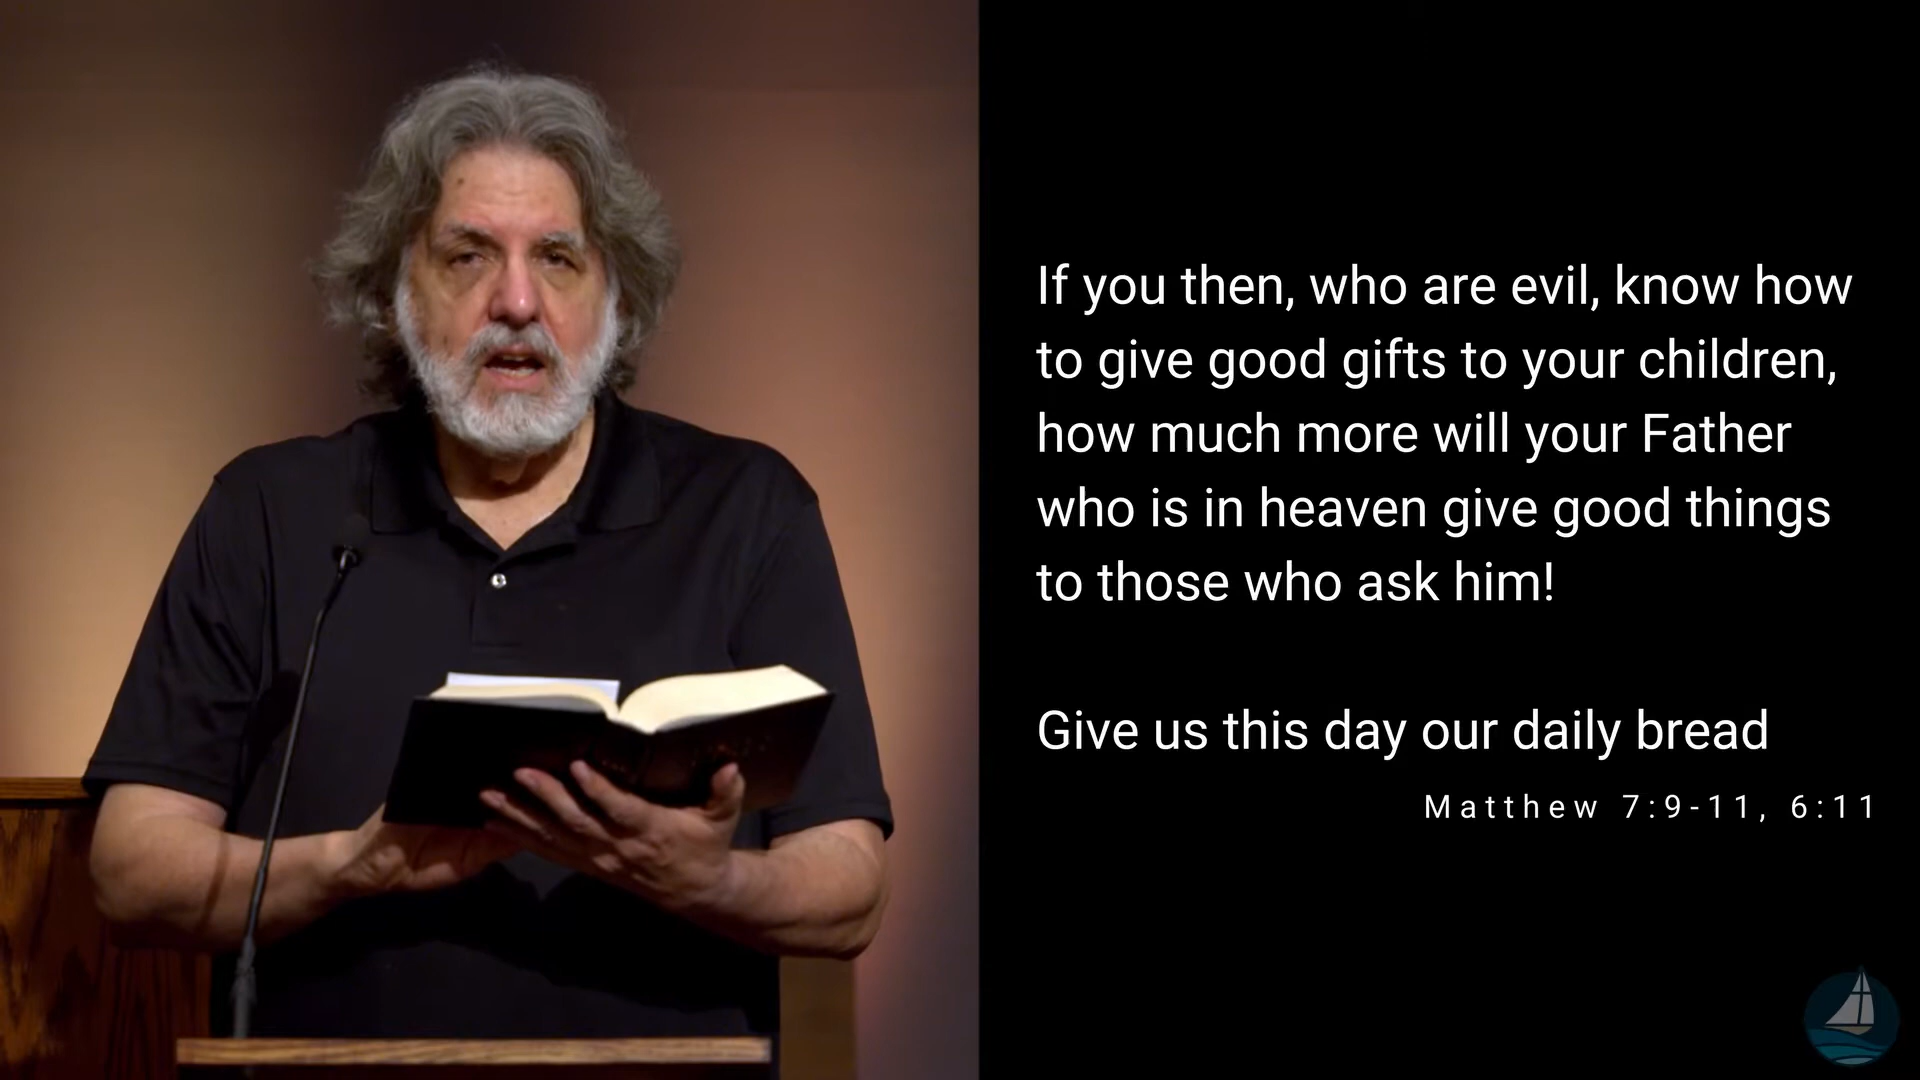 If you then, who are evil, know how
to give good gifts to your children,
how much more will your Father
who is in heaven give good things
to those who ask him!
Give us this day our daily bread
Matthew 7:9-11, 6:11